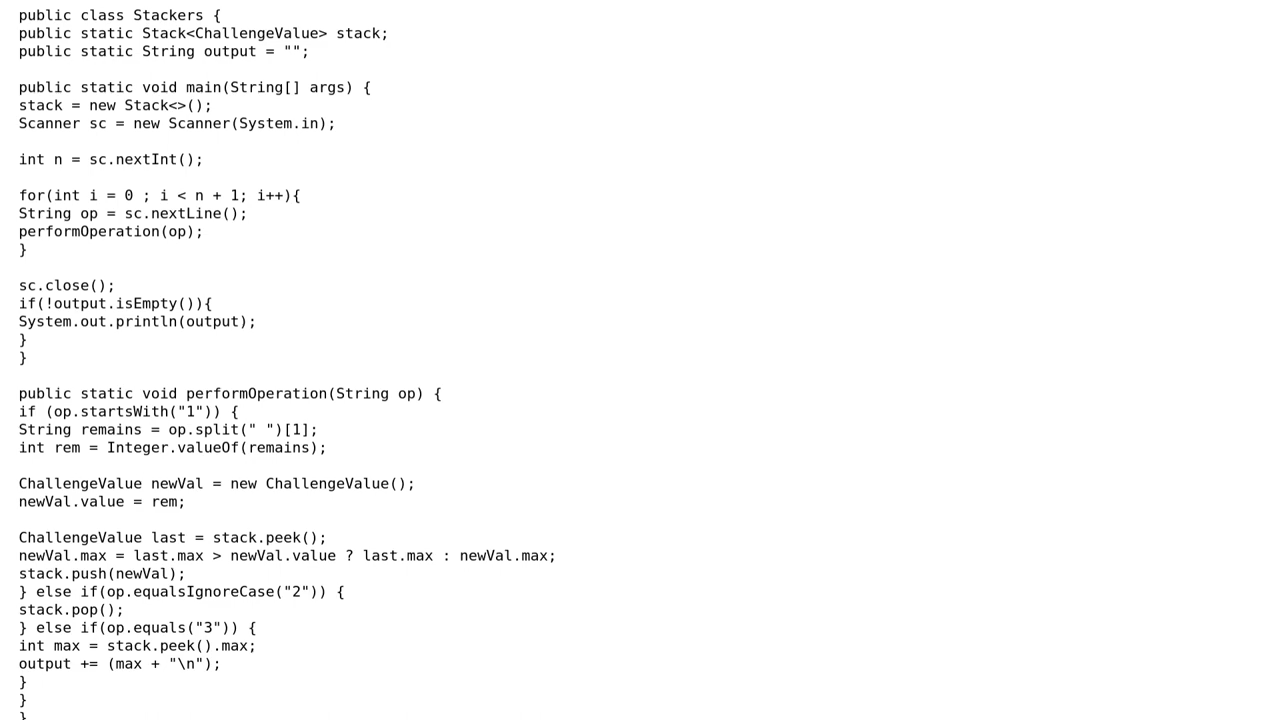 public class Stackers {
public static Stack<ChallengeValue> stack;
public static String output = "";
public static void main(String[] args) {
stack = new Stack<>();
Scanner sc = new Scanner(System.in);
int n = sc.nextInt();
for(int i = 0 ; i < n + 1; i++){
String op = sc.nextLine();
performOperation(op);
}
sc.close();
if(!output.isEmpty()){
System.out.println(output);
}
}
public static void performOperation(String op) {
if (op.startsWith("1")) {
String remains = op.split(" ")[1];
int rem = Integer.valueOf(remains);
ChallengeValue newVal = new ChallengeValue();
newVal.value = rem;
ChallengeValue last = stack.peek();
newVal.max = last.max > newVal.value ? last.max : newVal.max;
stack.push(newVal);
} else if(op.equalsIgnoreCase("2")) {
stack.pop();
} else if(op.equals("3")) {
int max = stack.peek().max;
output += (max + "\n");
}
}
}